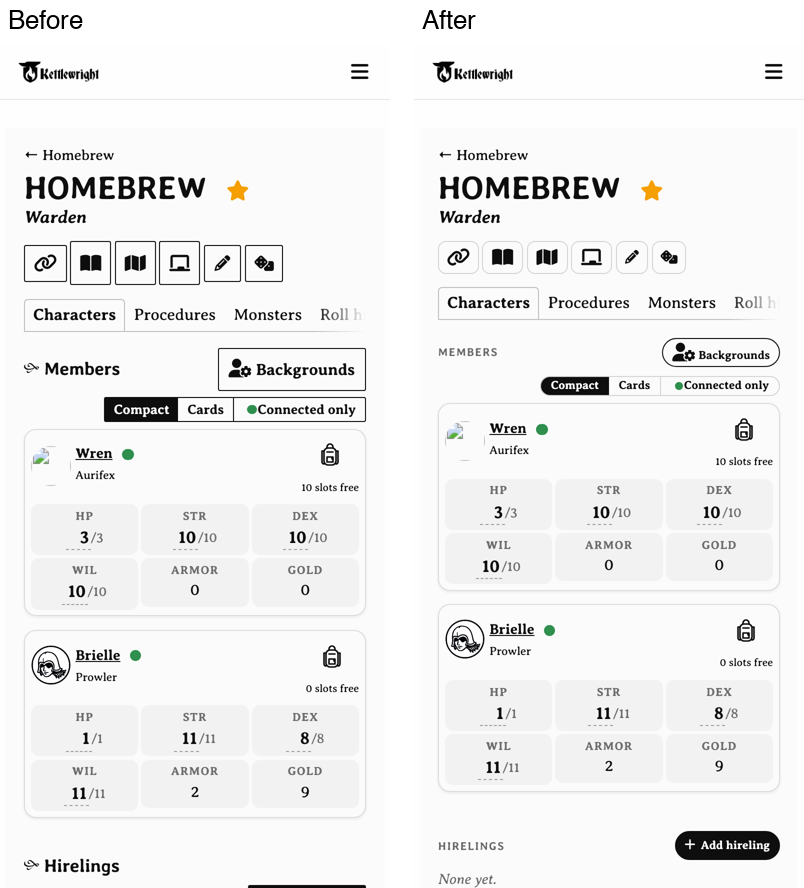 Before
Kettlewright
← Homebrew
HOMEBREW
Warden
Characters Procedures Monsters Roll h
Members
Backgrounds
Compact Cards Connected only
Wren
Aurifex
10 slots free
HP STR DEX
3/3 10/10 10/10
WIL ARMOR GOLD
10/10 0 0
Brielle
Prowler
0 slots free
HP STR DEX
1/1 11/11 8/8
WIL ARMOR GOLD
11/11 2 9
Hirelings
After
Kettlewright
← Homebrew
HOMEBREW
Warden
Characters Procedures Monsters Roll h
MEMBERS
Backgrounds
Compact Cards Connected only
Wren
Aurifex
10 slots free
HP STR DEX
3/3 10/10 10/10
WIL ARMOR GOLD
10/10 0 0
Brielle
Prowler
0 slots free
HP STR DEX
1/1 11/11 8/8
WIL ARMOR GOLD
11/11 2 9
HIRELINGS
+ Add hireling
None yet.